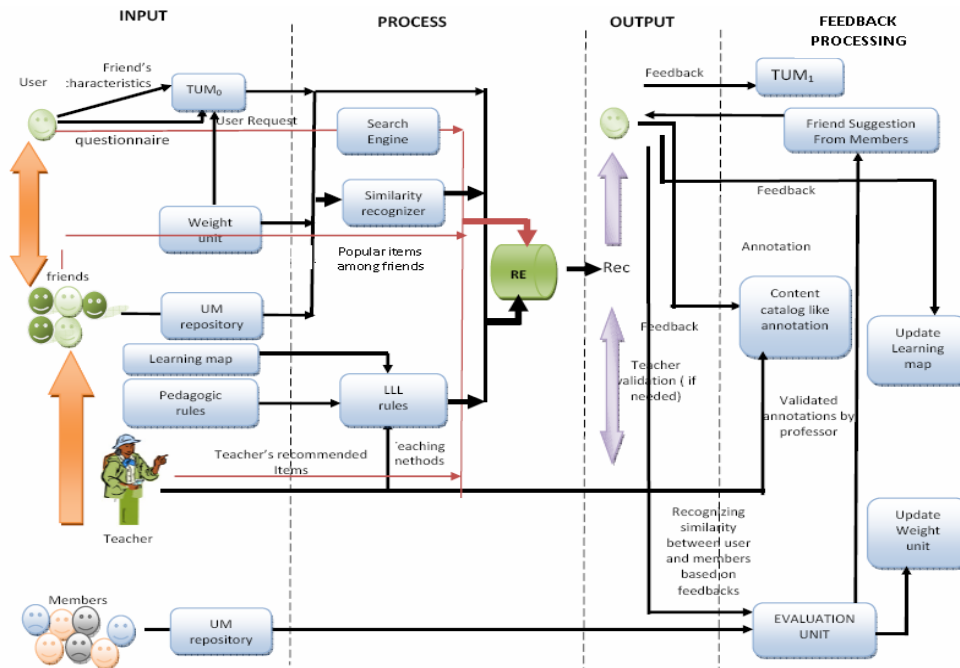 INPUT
PROCESS
OUTPUT
FEEDBACK
PROCESSING
User
Friend's
characteristics
TUM₀
User Request
questionnaire
Search
Engine
Similarity
recognizer
Weight
unit
Popular items
among friends
friends
UM
repository
Learning map
Pedagogic
rules
LLL
rules
Teaching
methods
Teacher's recommended
Items
Teacher
Members
UM
repository
RE
Rec
Feedback
TUM₁
Friend Suggestion
From Members
Feedback
Annotation
Content
catalog like
annotation
Feedback
Update
Learning
map
Teacher
validation ( if
needed)
Validated
annotations by
professor
Recognizing
similarity
between user
and members
based on
feedbacks
Update
Weight
unit
EVALUATION
UNIT